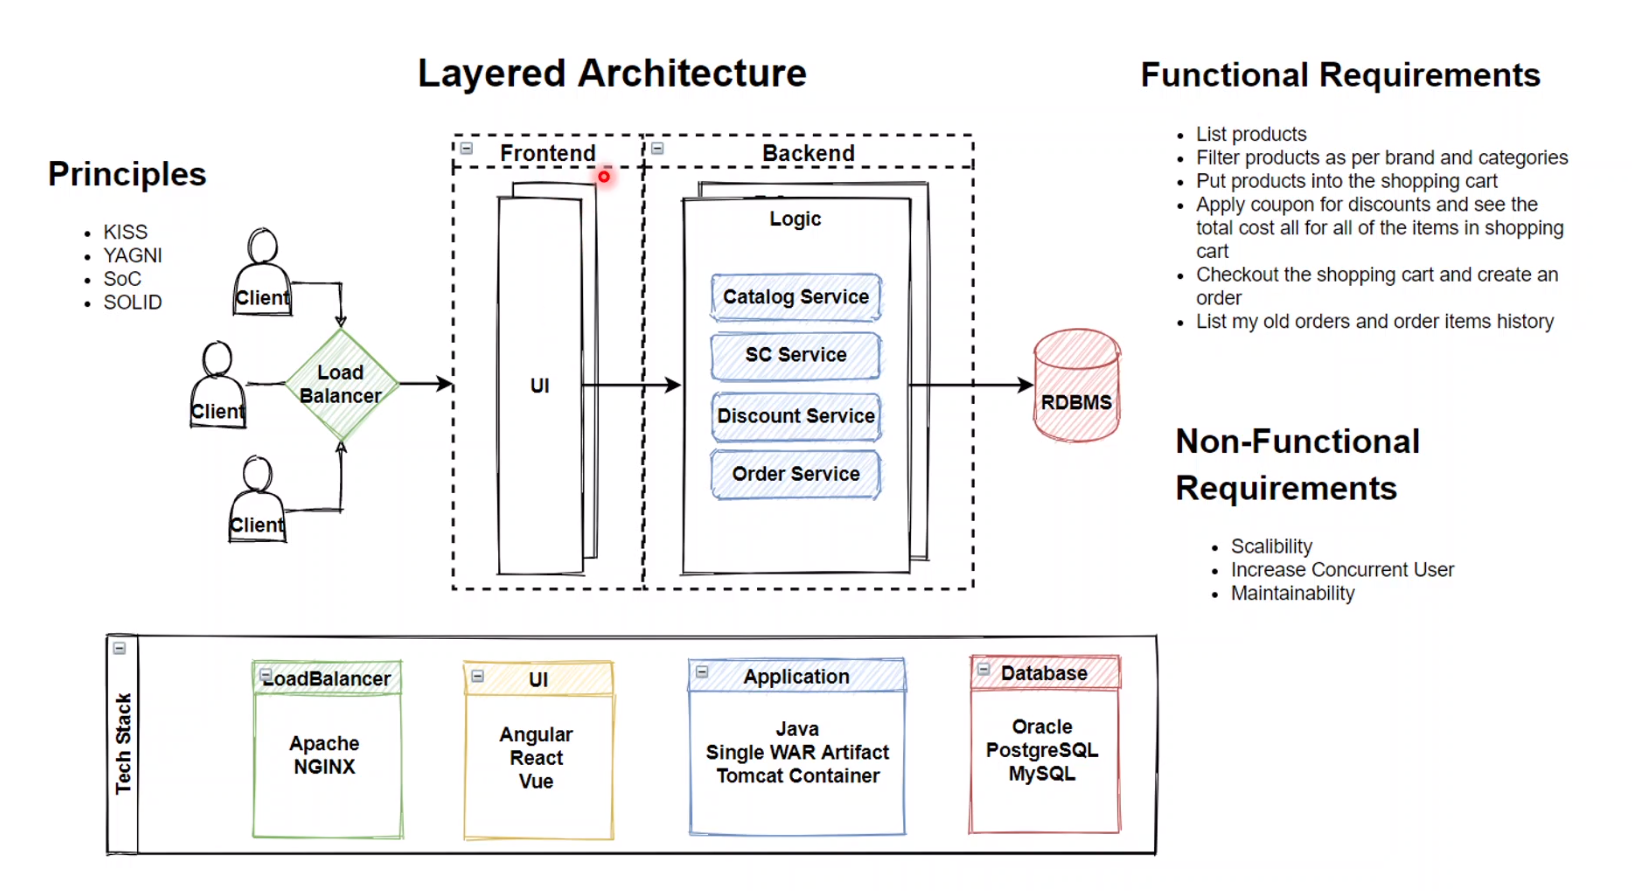 Layered Architecture
Functional Requirements
List products
Filter products as per brand and categories
Put products into the shopping cart
Apply coupon for discounts and see the
total cost all for all of the items in shopping
cart
Checkout the shopping cart and create an
order
List my old orders and order items history
Principles
KISS
YAGNI
SoC
SOLID
Client
Client
Client
Load
Balancer
Frontend
UI
Backend
Logic
Catalog Service
SC Service
Discount Service
Order Service
RDBMS
Non-Functional
Requirements
Scalibility
Increase Concurrent User
Maintainability
Tech Stack
LoadBalancer
Apache
NGINX
UI
Angular
React
Vue
Application
Java
Single WAR Artifact
Tomcat Container
Database
Oracle
PostgreSQL
MySQL